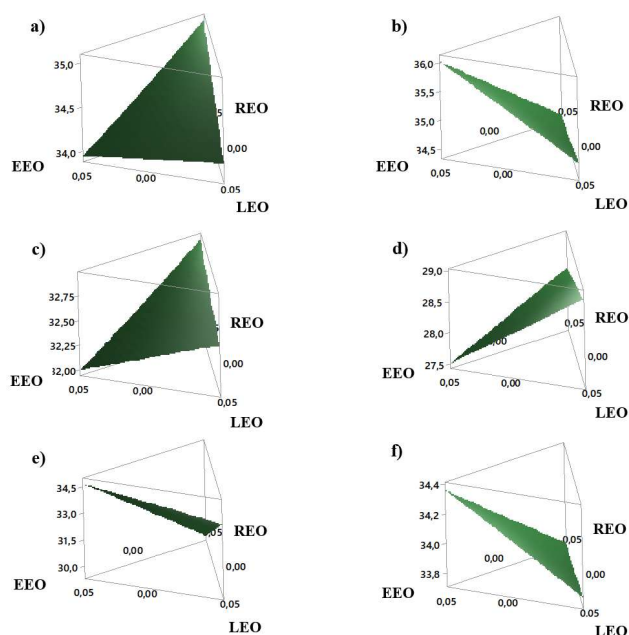 a)
35,0
34,5
34,0
EEO
0,05
0,00
0.05
LEO
REO
0,00
b)
36,0
35,5
35,0
34,5
EEO
0,05
0,00
0,00
0,05
LEO
REO
0,05
0,00
c)
32,75
32,50
32,25
32,00
EEO
0,05
0,00
0,05
LEO
REO
0,00
d)
29,0
28,5
28,0
27,5
EEO
0,05
0,00
0,00
0,05
LEO
REO
0,05
0,00
e)
34,5
33,0
31,5
30,0
EEO
0,05
0,00
0,00
0,05
LEO
REO
0,05
0,00
f)
34,4
34,2
34,0
33,8
EEO
0,05
0,00
0,00
0,05
LEO
REO
0,05
0,00